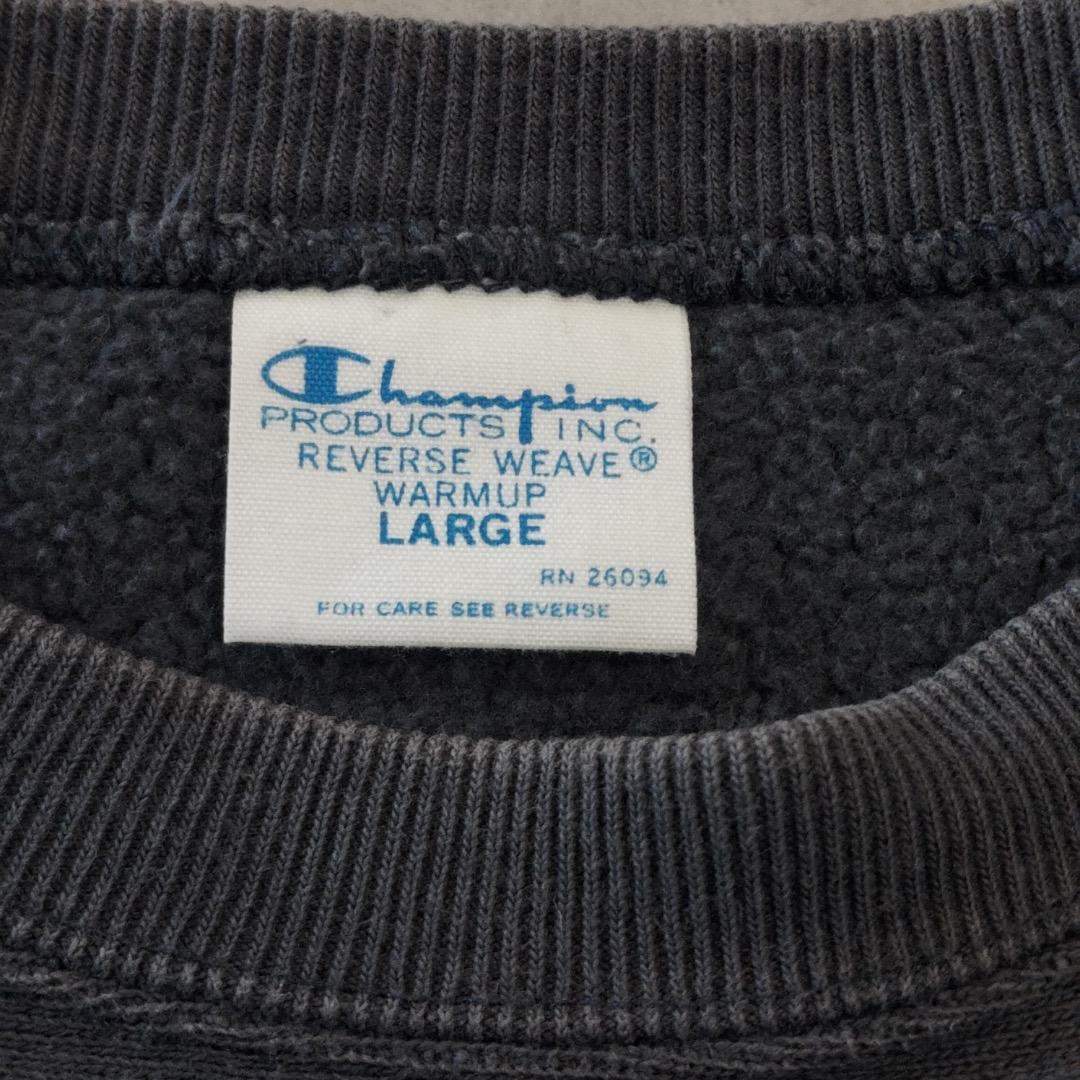 Champion
PRODUCTS INC.
REVERSE WEAVE®
WARMUP
LARGE
RN 26094
FOR CARE SEE REVERSE